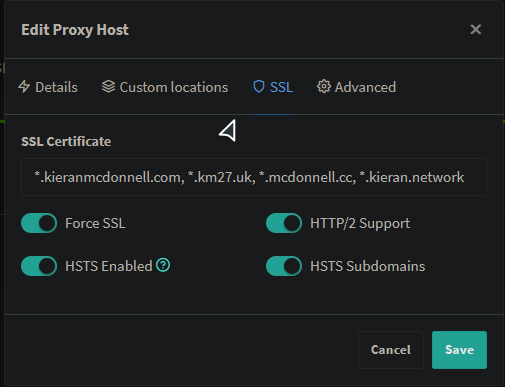 Edit Proxy Host
Details Custom locations SSL Advanced
SSL Certificate
*.kieranmcdonnell.com, *.km27.uk, *.mcdonnell.cc, *.kieran.network
Force SSL HTTP/2 Support
HSTS Enabled ? HSTS Subdomains
Cancel Save